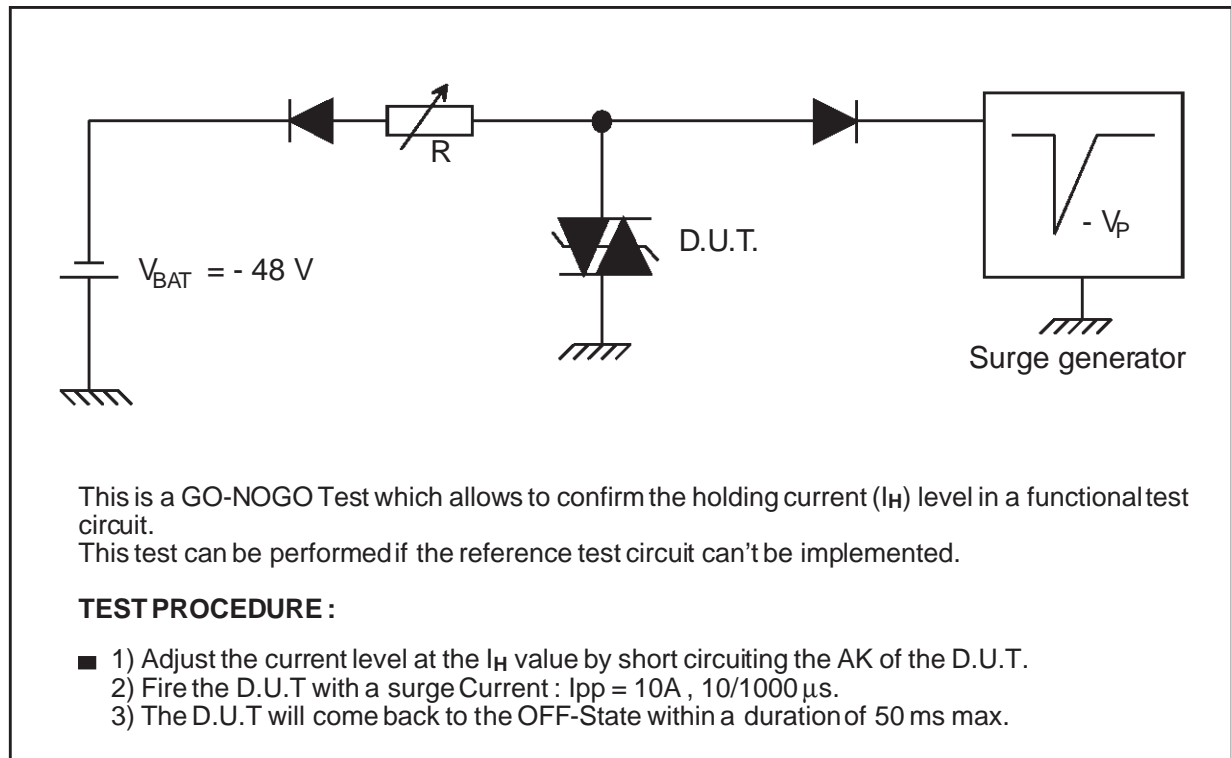 R
D.U.T.
- VP
VBAT = - 48 V
Surge generator
This is a GO-NOGO Test which allows to confirm the holding current (IH) level in a functional test
circuit.
This test can be performed if the reference test circuit can't be implemented.
TEST PROCEDURE :
■ 1) Adjust the current level at the IH value by short circuiting the AK of the D.U.T.
2) Fire the D.U.T with a surge Current : Ipp = 10A , 10/1000 µs.
3) The D.U.T will come back to the OFF-State within a duration of 50 ms max.